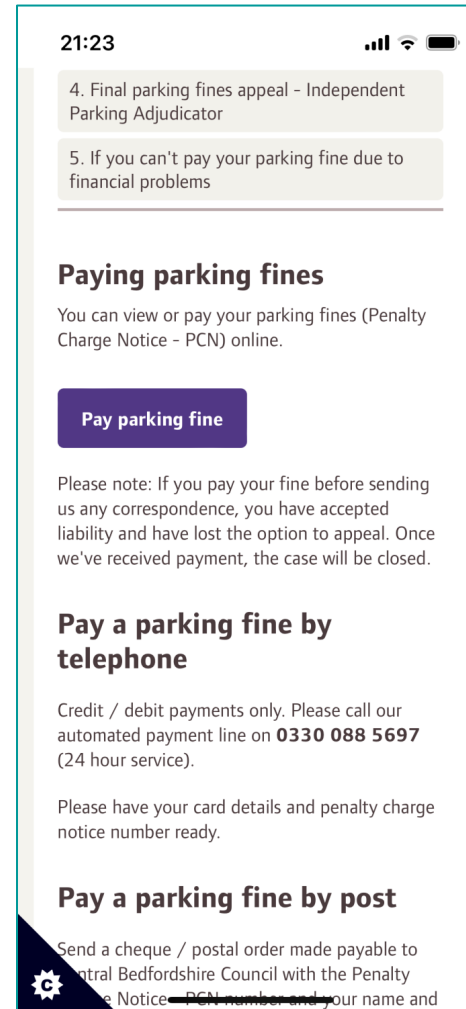 21:23
4. Final parking fines appeal - Independent
Parking Adjudicator
5. If you can't pay your parking fine due to
financial problems
Paying parking fines
You can view or pay your parking fines (Penalty
Charge Notice - PCN) online.
Pay parking fine
Please note: If you pay your fine before sending
us any correspondence, you have accepted
liability and have lost the option to appeal. Once
we've received payment, the case will be closed.
Pay a parking fine by
telephone
Credit / debit payments only. Please call our
automated payment line on 0330 088 5697
(24 hour service).
Please have your card details and penalty charge
notice number ready.
Pay a parking fine by post
Send a cheque / postal order made payable to
Bedfordshire Council with the Penalty
Notice - PCN number and your name and
C